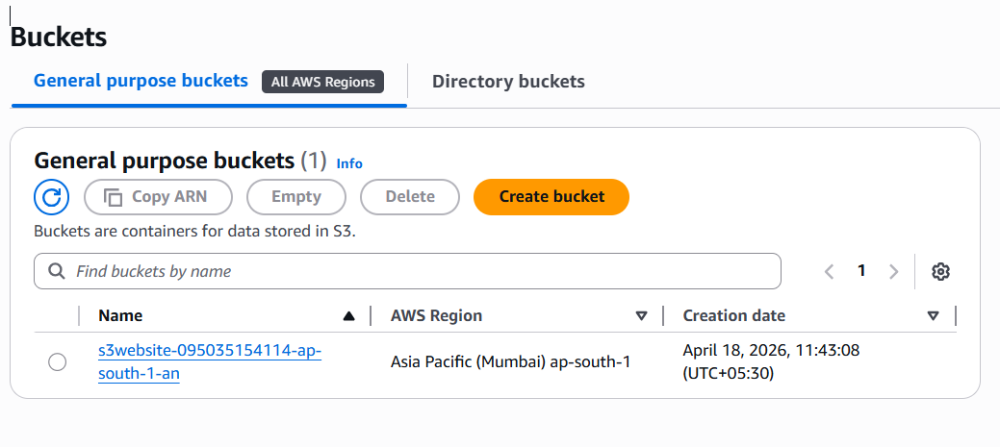 Buckets
General purpose buckets All AWS Regions Directory buckets
General purpose buckets (1) Info
Copy ARN Empty Delete Create bucket
Buckets are containers for data stored in S3.
Find buckets by name 1
Name AWS Region Creation date
s3website-095035154114-ap-south-1-an Asia Pacific (Mumbai) ap-south-1 April 18, 2026, 11:43:08 (UTC+05:30)